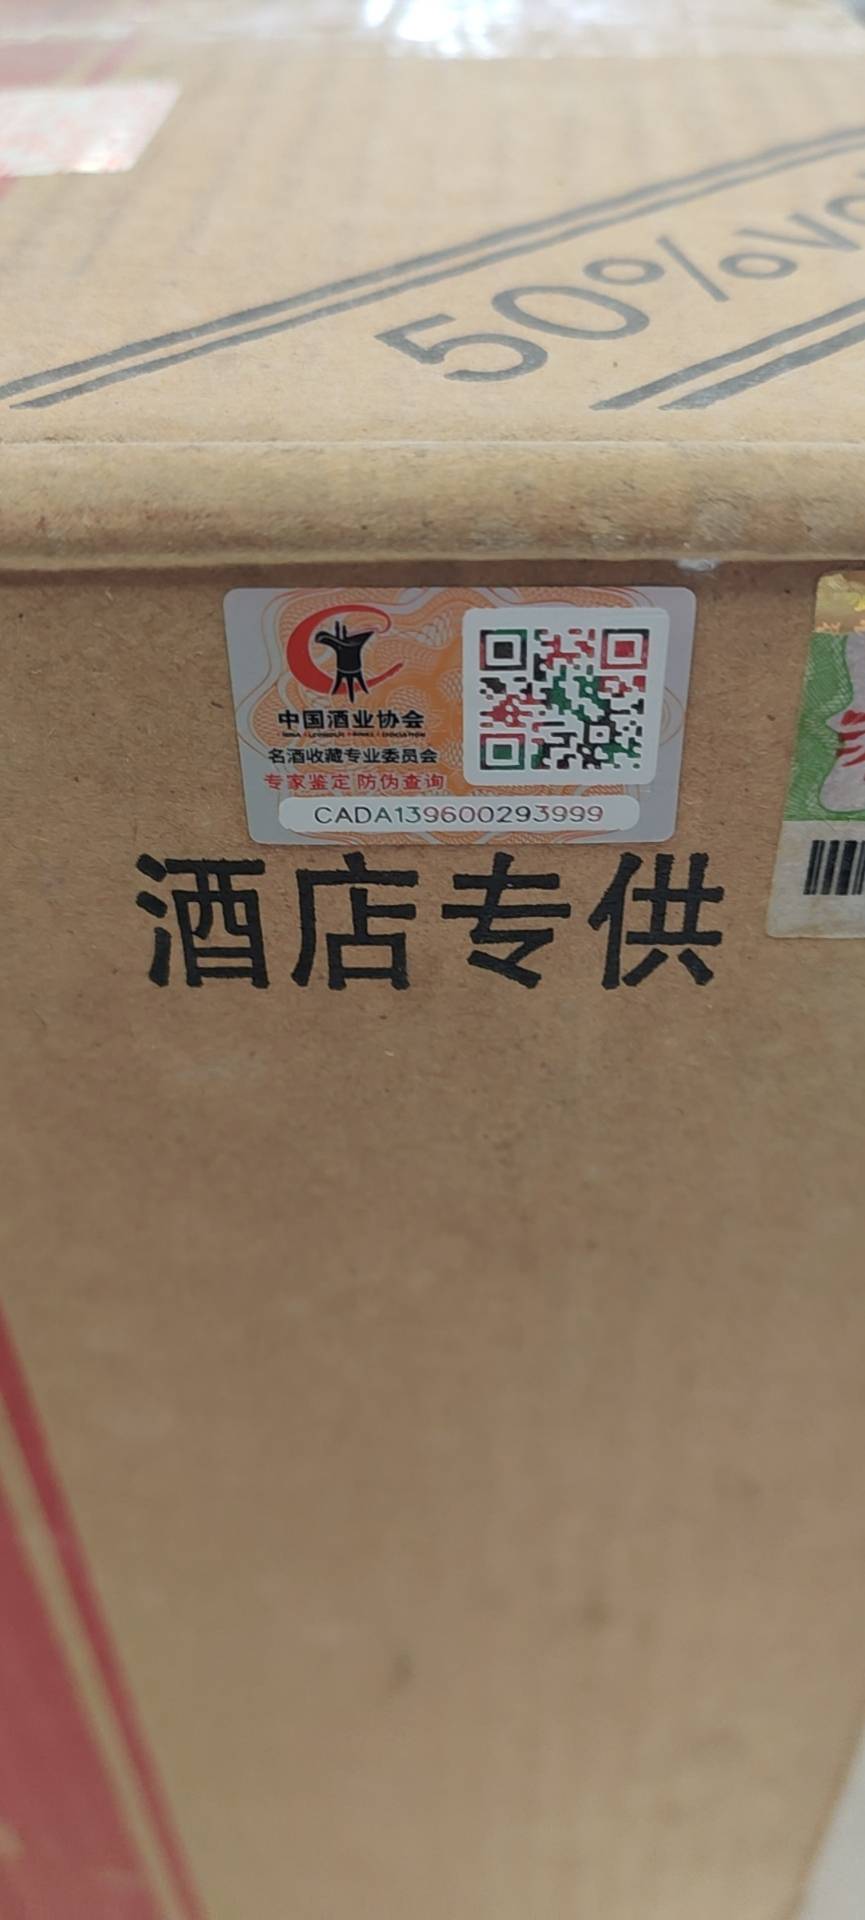 50%vo
中国酒业协会
名酒收藏专业委员会
专家鉴定 防伪查询
CADA139600293999
酒店专供